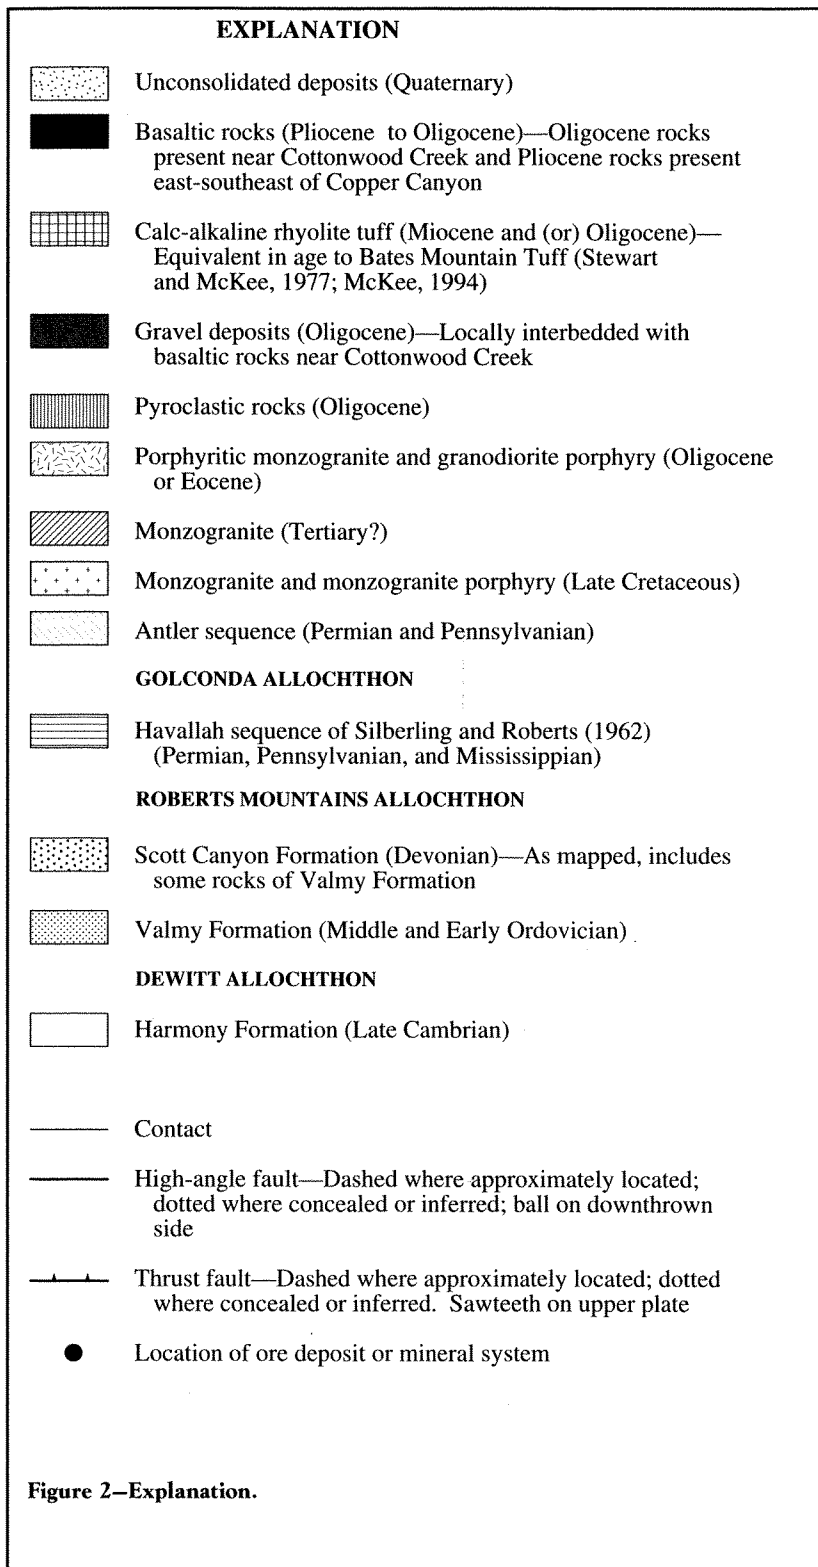 EXPLANATION
Unconsolidated deposits (Quaternary)
Basaltic rocks (Pliocene to Oligocene)—Oligocene rocks
present near Cottonwood Creek and Pliocene rocks present
east-southeast of Copper Canyon
Calc-alkaline rhyolite tuff (Miocene and (or) Oligocene)—
Equivalent in age to Bates Mountain Tuff (Stewart
and McKee, 1977; McKee, 1994)
Gravel deposits (Oligocene)—Locally interbedded with
basaltic rocks near Cottonwood Creek
Pyroclastic rocks (Oligocene)
Porphyritic monzogranite and granodiorite porphyry (Oligocene
or Eocene)
Monzogranite (Tertiary?)
Monzogranite and monzogranite porphyry (Late Cretaceous)
Antler sequence (Permian and Pennsylvanian)
GOLCONDA ALLOCHTHON
Havallah sequence of Silberling and Roberts (1962)
(Permian, Pennsylvanian, and Mississippian)
ROBERTS MOUNTAINS ALLOCHTHON
Scott Canyon Formation (Devonian)—As mapped, includes
some rocks of Valmy Formation
Valmy Formation (Middle and Early Ordovician)
DEWITT ALLOCHTHON
Harmony Formation (Late Cambrian)
Contact
High-angle fault—Dashed where approximately located;
dotted where concealed or inferred; ball on downthrown
side
Thrust fault—Dashed where approximately located; dotted
where concealed or inferred. Sawteeth on upper plate
Location of ore deposit or mineral system
Figure 2–Explanation.